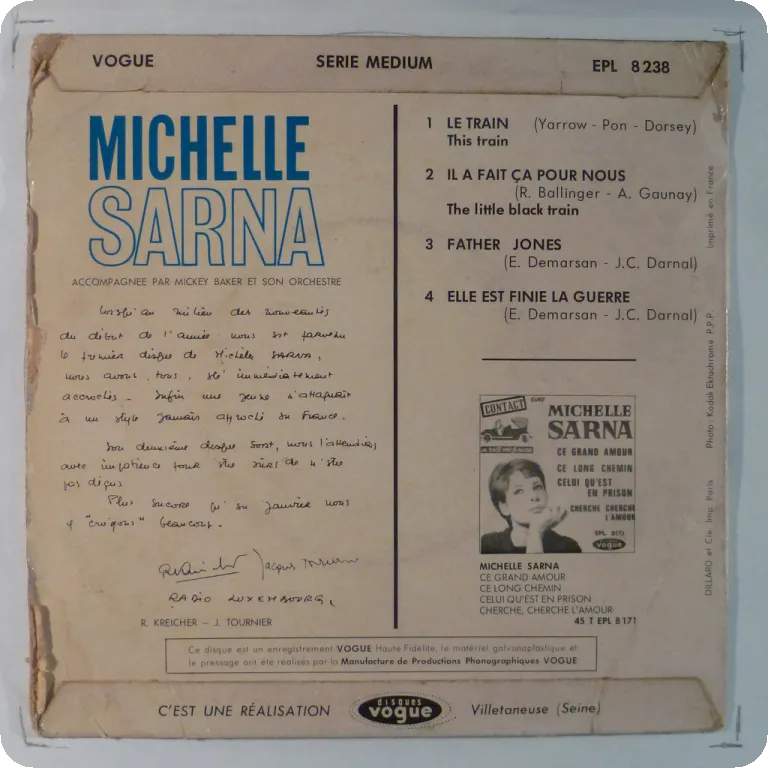 VOGUE SERIE MEDIUM EPL 8238
MICHELLE
SARNA
ACCOMPAGNEE PAR MICKEY BAKER ET SON ORCHESTRE
Lorsqu'au milieu des nouveautés
du début de l'année nous est parvenu
le premier disque de Michèle SARNA,
nous avons, tous, été immédiatement
accrochés - Enfin une jeune s'attaquait
à un style jamais approché en France.
Son deuxième disque sort, nous l'attendions
avec impatience pour être sûrs de n'être
pas déçus
Plus encore qu'en Janvier nous
y "croyons" beaucoup.
Jacques Tournier
RADIO LUXEMBOURG,
R. KREICHER – J. TOURNIER
1 LE TRAIN (Yarrow - Pon - Dorsey)
This train
2 IL A FAIT ÇA POUR NOUS
(R. Ballinger - A. Gaunay)
The little black train
3 FATHER JONES
(E. Demarsan - J.C. Darnal)
4 ELLE EST FINIE LA GUERRE
(E. Demarsan - J.C. Darnal)
CONTACT avec
MICHELLE
SARNA
CE GRAND AMOUR
CE LONG CHEMIN
CELUI QU'EST
EN PRISON
CHERCHE CHERCHE
L'AMOUR
EPL 8171
vogue
MICHELLE SARNA
CE GRAND AMOUR
CE LONG CHEMIN
CELUI QU'EST EN PRISON
CHERCHE, CHERCHE L'AMOUR
45 T EPL 8171
Imprimé en France
Photo : Kodak Ektachrome P.P.P.
DILLARD et Cie. Imp. Paris
Ce disque est un enregistrement VOGUE Haute Fidélité, le matériel galvanoplastique et
le pressage ont été réalisés par la Manufacture de Productions Phonographiques VOGUE
C'EST UNE RÉALISATION disques vogue Villetaneuse (Seine)